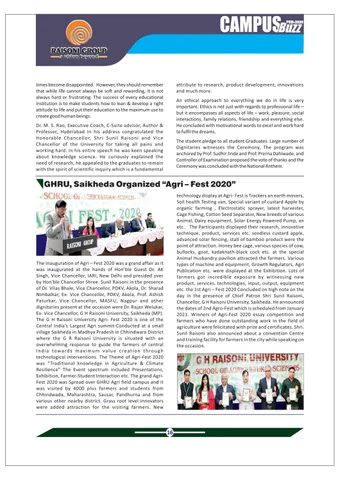 CAMPUS
FEB-2020
BUZZ
RAISONI GROUP
times become disappointed. However, they should remember
that while life cannot always be soft and rewarding, it is not
always hard or frustrating. The success of every educational
institution is to make students how to lean & develop a right
attitude to life and put their education to the maximum use to
create good human beings.
Dr. M. S. Rao, Executive Coach, C-Suite advisor, Author &
Professor, Hyderabad in his address congratulated the
Honorable Chancellor, Shri Sunil Raisoni and Vice
Chancellor of the University for taking all pains and
working hard. In his entire speech he was been speaking
about knowledge science. He curiously explained the
need of research, he appealed to the graduates to remain
with the spirit of scientific inquiry which is a fundamental
attribute to research, product development, innovations
and much more.
An ethical approach to everything we do in life is very
important. Ethics is not just with regards to professional life –
but it encompasses all aspects of life – work, pleasure, social
interactions, family relations, friendship and everything else.
He concluded with motivational words to excel and work hard
to fulfil the dreams.
The student pledge to all student Graduates. Large number of
Dignitaries witnesses the Ceremony. The program was
anchored by Prof. Sudhir Jinde and Prof. Prerna Dahiwade, and
Controller of Examination proposed the vote of thanks and the
Ceremony was concluded with the National Anthem.
GHRU, Saikheda Organized "Agri – Fest 2020"
The Inauguration of Agri – Fest 2020 was a grand affair as it
was inaugurated at the hands of Hon'ble Guest Dr. AK
Singh, Vice Chancellor, IARI, New Delhi and presided over
by Hon'ble Chancellor Shree. Sunil Raisoni in the presence
of Dr. Vilas Bhale, Vice Chancellor, PDKV, Akola, Dr. Sharad
Nimbalkar, Ex- Vice Chancellor, PDKV, Akola, Prof. Ashish
Paturkar, Vice Chancellor, MASFU, Nagpur and other
dignitaries present at the occasion were Dr. Rajan Welukar,
Ex- Vice Chancellor, G H Raisoni University, Saikheda (MP).
The G H Raisoni University Agri- Fest 2020 is one of the
Central India's Largest Agri summit-Conducted at a small
village Saikheda in Madhya Pradesh in Chhindwara District
where the G R Raisoni University is situated with an
overwhelming response to guide the farmers of central
India towards maximum value creation through
technological interventions. The Theme of Agri-Fest 2020
was "Traditional knowledge in Agriculture & Climate
Resilience" The Event spectrum included Presentations,
Exhibition, Farmer-Student Interaction etc. The grand Agri-
Fest 2020 was Spread over GHRU Agri field campus and it
was visited by 4000 plus farmers and students from
Chhindwada, Maharashtra, Sausar, Pandhurna and from
various other nearby district. Grass root level innovators
were added attraction for the visiting farmers. New
technology display at Agri- Fest is Trackers an earth movers,
Soil health Testing van, Special variant of custard Apple by
organic farming, Electrostatic sprayer, latest harvester,
Cage Fishing, Cotton Seed Separator, New breeds of various
Animal, Dairy equipment, Solar Energy Powered Pump, an
etc.. The Participants displayed their research, innovative
technique, product, services etc. seedless custard apple,
advanced solar fencing, stall of bamboo product were the
point of attraction. Honey bee cage, various species of cow,
bullocks, goat, kadaknath-black cock etc. at the special
Animal Husbandry pavilion attracted the farmers. Various
types of machine and equipment, Growth Regulators, Agri
Publication etc. were displayed at the Exhibition. Lots of
farmers got incredible exposure by witnessing new
product, services, technologies, input, output, equipment
etc. the 1st Agri - Fest 2020 Concluded on high note on the
day in the presence of Chief Patron Shri Sunil Raisoni,
Chancellor, G H Raisoni University, Saikheda. He announced
the dates of 2nd Agro-Fest which is scheduled from January
2021. Winners of Agri-Fest 2020 essay competition and
farmers who have done outstanding work in the field of
agriculture were felicitated with prize and certificates. Shri.
Sunil Raisoni also announced about a convention Centre
and training facility for farmers in the city while speaking on
the occasion.
G H RAISONI UNIVERSITY